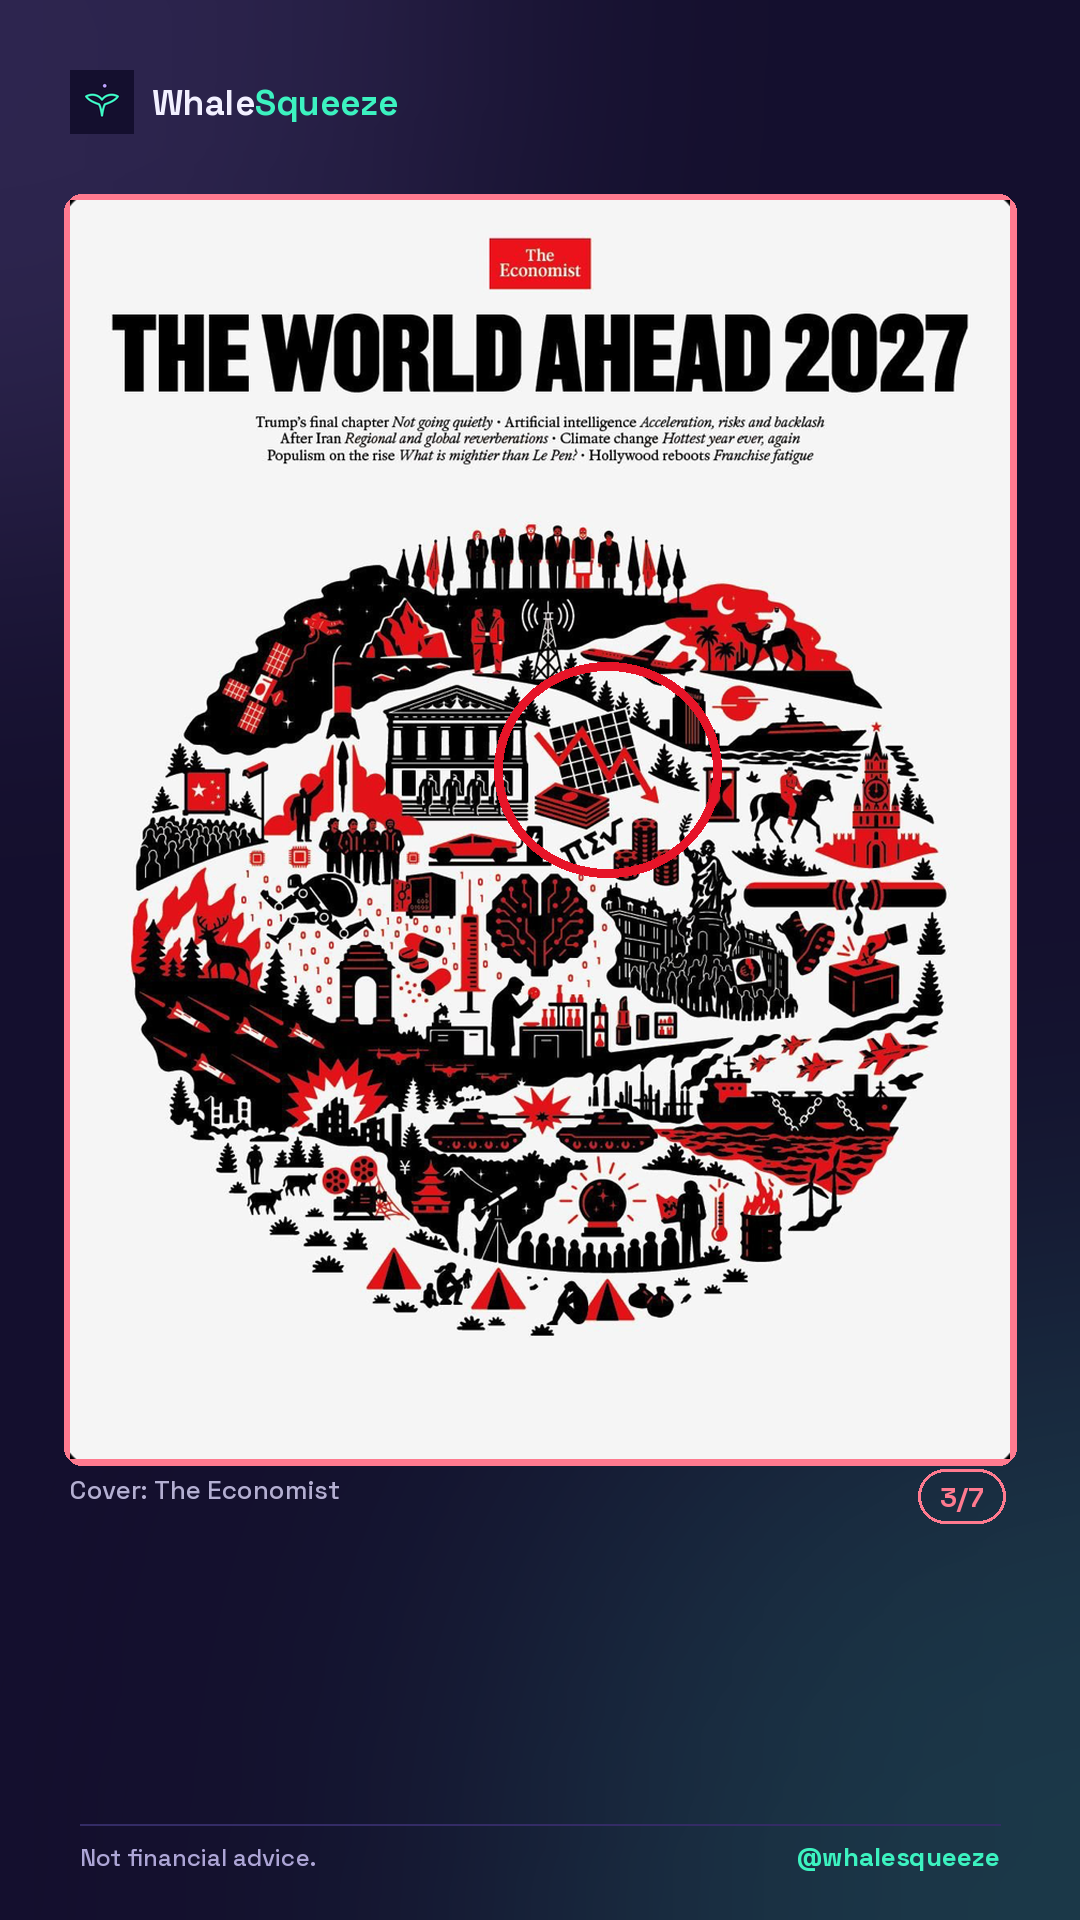 WhaleSqueeze
The
Economist
THE WORLD AHEAD 2027
Trump's final chapter Not going quietly · Artificial intelligence Acceleration, risks and backlash
After Iran Regional and global reverberations · Climate change Hottest year ever, again
Populism on the rise What is mightier than Le Pen? · Hollywood reboots Franchise fatigue
¥
Cover: The Economist
3/7
Not financial advice.
@whalesqueeze